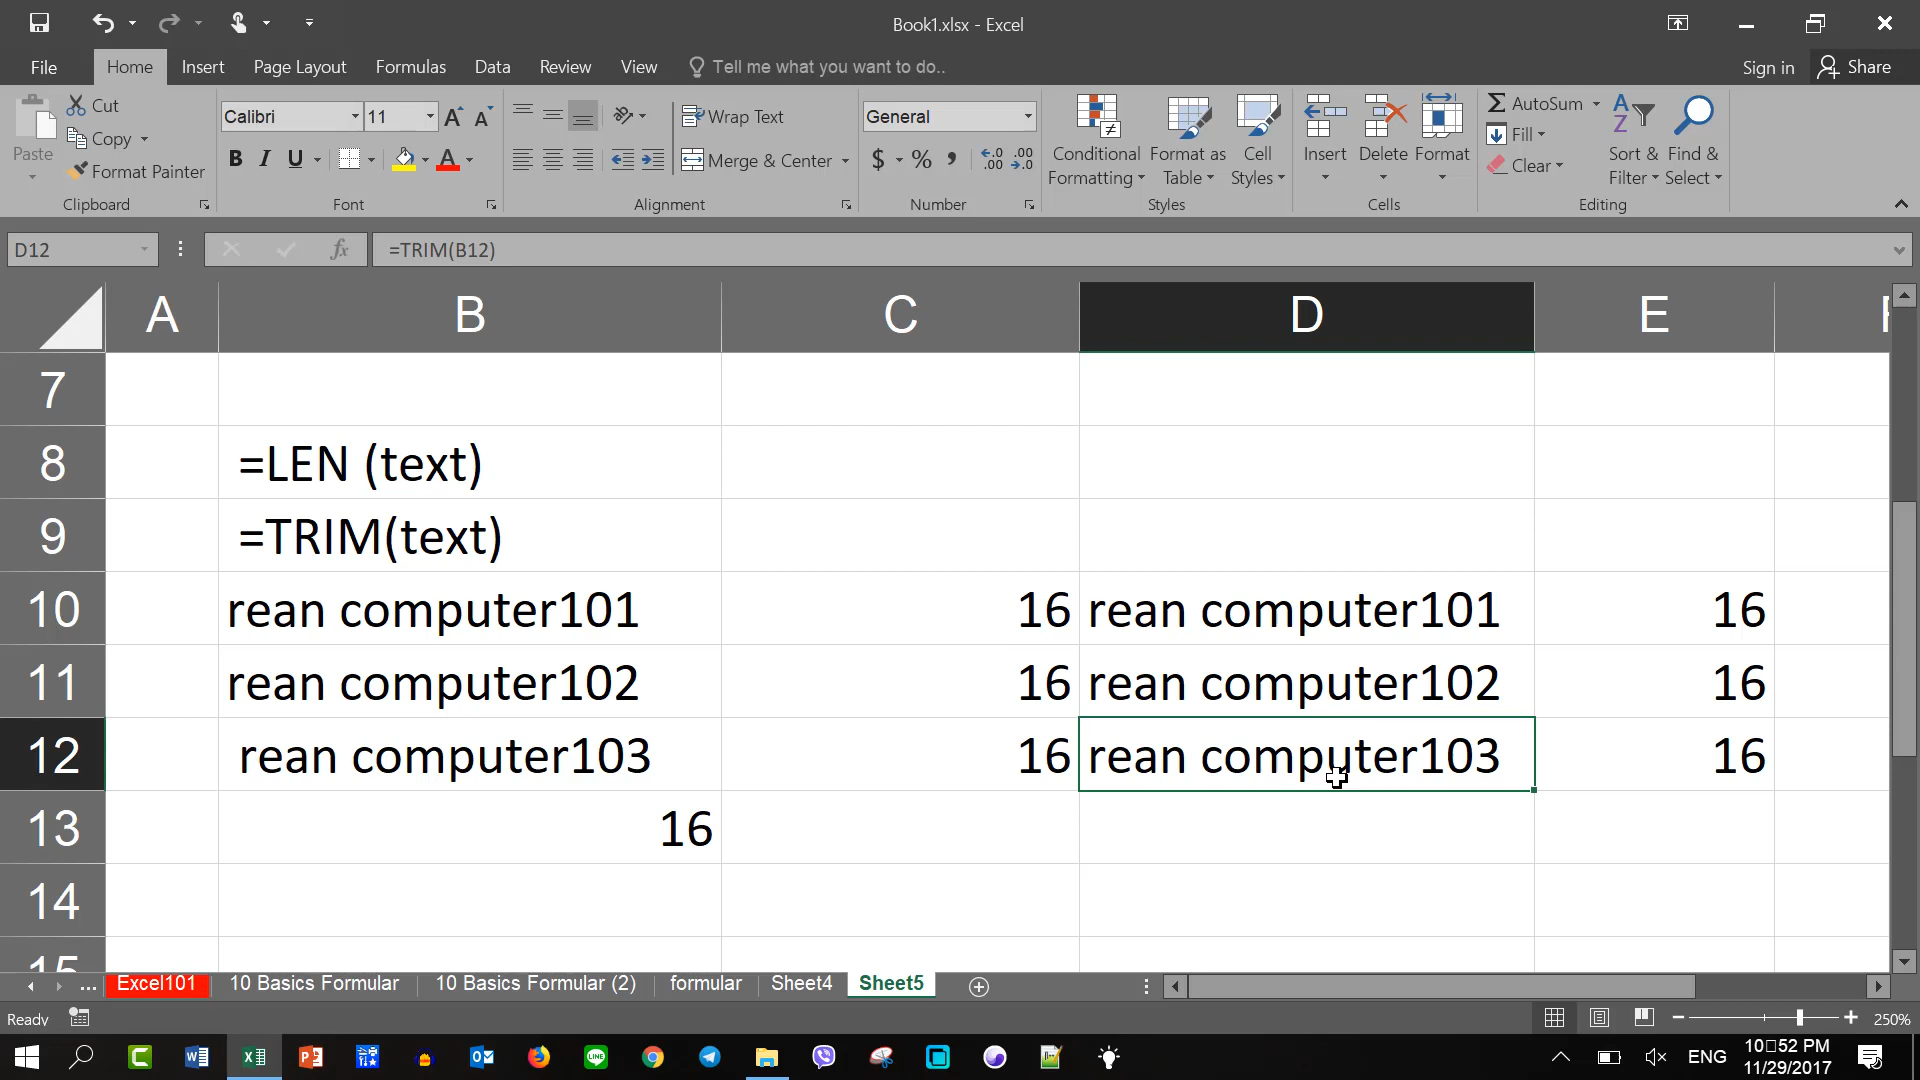 Book1.xlsx - Excel
File Home Insert Page Layout Formulas Data Review View Tell me what you want to do.. Sign in Share
Paste
Cut
Copy
Format Painter
Clipboard
Calibri 11
B I U
A
Font
Wrap Text
Merge & Center
Alignment
General
$ % ,
Number
Conditional Formatting
Format as Table
Cell Styles
Styles
Insert
Delete
Format
Cells
AutoSum
Fill
Clear
Sort & Filter
Find & Select
Editing
D12 fx =TRIM(B12)
A B C D E
7
8 =LEN (text)
9 =TRIM(text)
10 rean computer101 16 rean computer101 16
11 rean computer102 16 rean computer102 16
12 rean computer103 16 rean computer103 16
13 16
14
15
... Excel101 10 Basics Formular 10 Basics Formular (2) formular Sheet4 Sheet5
Ready 250%
ENG
10:52 PM
11/29/2017